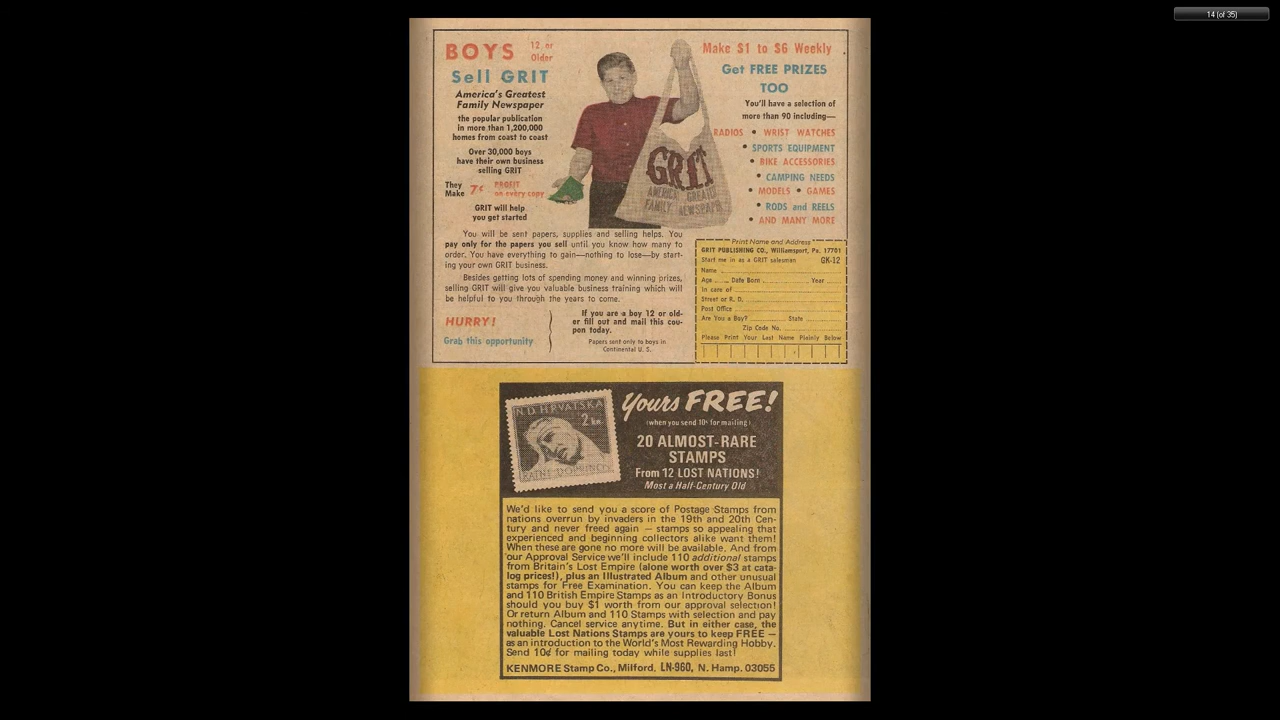 14 (of 35)
BOYS 12 or
Older
Sell GRIT
America's Greatest
Family Newspaper
the popular publication
in more than 1,200,000
homes from coast to coast
Over 30,000 boys
have their own business
selling GRIT
They
Make 7¢ PROFIT
on every copy
GRIT will help
you get started
GRIT
AMERICA'S GREATEST
FAMILY NEWSPAPER
Make $1 to $6 Weekly
Get FREE PRIZES
TOO
You'll have a selection of
more than 90 including—
RADIOS • WRIST WATCHES
• SPORTS EQUIPMENT
• BIKE ACCESSORIES
• CAMPING NEEDS
• MODELS • GAMES
• RODS and REELS
• AND MANY MORE
You will be sent papers, supplies and selling helps. You
pay only for the papers you sell until you know how many to
order. You have everything to gain—nothing to lose—by start-
ing your own GRIT business.
Besides getting lots of spending money and winning prizes,
selling GRIT will give you valuable business training which will
be helpful to you through the years to come.
HURRY!
Grab this opportunity
If you are a boy 12 or old-
er fill out and mail this cou-
pon today.
Papers sent only to boys in
Continental U. S.
Print Name and Address
GRIT PUBLISHING CO., Williamsport, Pa. 17701
Start me in as a GRIT salesman GK-12
Name
Age Date Born Year
In care of
Street or R. D.
Post Office
Are You a Boy? State
Zip Code No.
Please Print Your Last Name Plainly Below
N.D. HRVATSKA
2 kn
Yours FREE!
(when you send 10¢ for mailing)
20 ALMOST-RARE
STAMPS
From 12 LOST NATIONS!
Most a Half-Century Old
We'd like to send you a score of Postage Stamps from
nations overrun by invaders in the 19th and 20th Cen-
tury and never freed again — stamps so appealing that
experienced and beginning collectors alike want them!
When these are gone no more will be available. And from
our Approval Service we'll include 110 additional stamps
from Britain's Lost Empire (alone worth over $3 at cata-
log prices!), plus an Illustrated Album and other unusual
stamps for Free Examination. You can keep the Album
and 110 British Empire Stamps as an Introductory Bonus
should you buy $1 worth from our approval selection!
Or return Album and 110 Stamps with selection and pay
nothing. Cancel service anytime. But in either case, the
valuable Lost Nations Stamps are yours to keep FREE —
as an introduction to the World's Most Rewarding Hobby.
Send 10¢ for mailing today while supplies last!
KENMORE Stamp Co., Milford, LN-960, N. Hamp. 03055